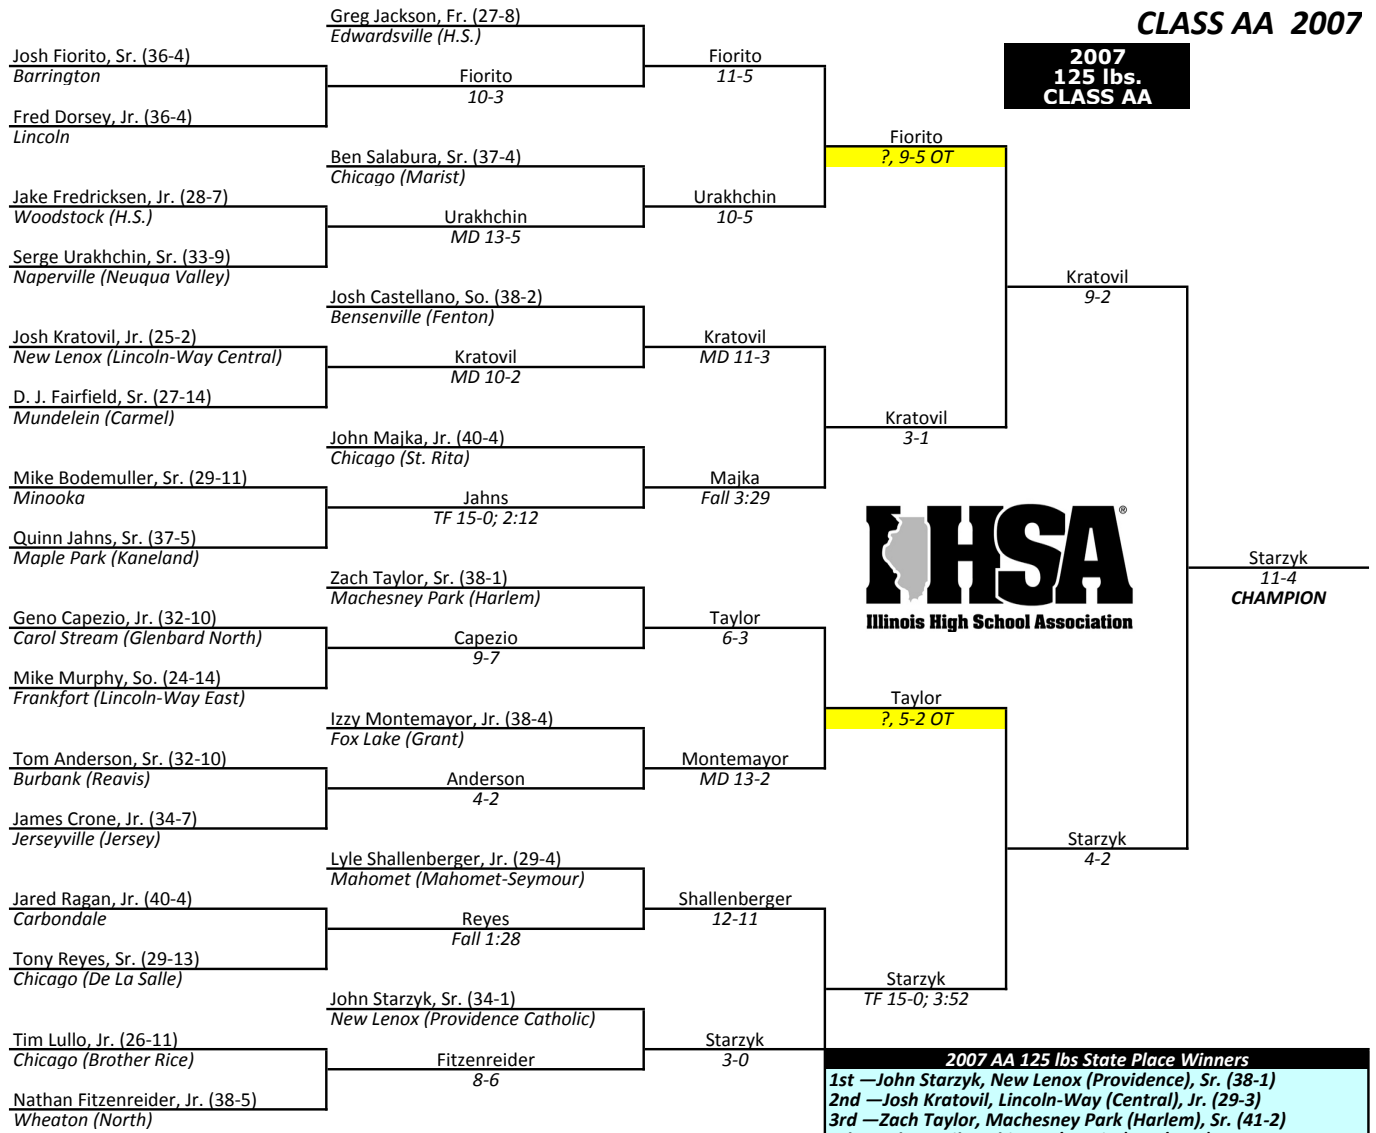 CLASS AA 2007
2007
125 lbs.
CLASS AA
Josh Fiorito, Sr. (36-4)
Barrington
Fred Dorsey, Jr. (36-4)
Lincoln
Jake Fredricksen, Jr. (28-7)
Woodstock (H.S.)
Serge Urakhchin, Sr. (33-9)
Naperville (Neuqua Valley)
Josh Kratovil, Jr. (25-2)
New Lenox (Lincoln-Way Central)
D. J. Fairfield, Sr. (27-14)
Mundelein (Carmel)
Mike Bodemuller, Sr. (29-11)
Minooka
Quinn Jahns, Sr. (37-5)
Maple Park (Kaneland)
Geno Capezio, Jr. (32-10)
Carol Stream (Glenbard North)
Mike Murphy, So. (24-14)
Frankfort (Lincoln-Way East)
Tom Anderson, Sr. (32-10)
Burbank (Reavis)
James Crone, Jr. (34-7)
Jerseyville (Jersey)
Jared Ragan, Jr. (40-4)
Carbondale
Tony Reyes, Sr. (29-13)
Chicago (De La Salle)
Tim Lullo, Jr. (26-11)
Chicago (Brother Rice)
Nathan Fitzenreider, Jr. (38-5)
Wheaton (North)
Greg Jackson, Fr. (27-8)
Edwardsville (H.S.)
Fiorito
10-3
Ben Salabura, Sr. (37-4)
Chicago (Marist)
Urakhchin
MD 13-5
Josh Castellano, So. (38-2)
Bensenville (Fenton)
Kratovil
MD 10-2
John Majka, Jr. (40-4)
Chicago (St. Rita)
Jahns
TF 15-0; 2:12
Zach Taylor, Sr. (38-1)
Machesney Park (Harlem)
Capezio
9-7
Izzy Montemayor, Jr. (38-4)
Fox Lake (Grant)
Anderson
4-2
Lyle Shallenberger, Jr. (29-4)
Mahomet (Mahomet-Seymour)
Reyes
Fall 1:28
John Starzyk, Sr. (34-1)
New Lenox (Providence Catholic)
Fitzenreider
8-6
Fiorito
11-5
Urakhchin
10-5
Kratovil
MD 11-3
Majka
Fall 3:29
Taylor
6-3
Montemayor
MD 13-2
Shallenberger
12-11
Starzyk
3-0
Fiorito
?, 9-5 OT
Kratovil
3-1
Taylor
?, 5-2 OT
Starzyk
TF 15-0; 3:52
Kratovil
9-2
Starzyk
4-2
IHSA®
Illinois High School Association
Starzyk
11-4
CHAMPION
2007 AA 125 lbs State Place Winners
1st —John Starzyk, New Lenox (Providence), Sr. (38-1)
2nd —Josh Kratovil, Lincoln-Way (Central), Jr. (29-3)
3rd —Zach Taylor, Machesney Park (Harlem), Sr. (41-2)